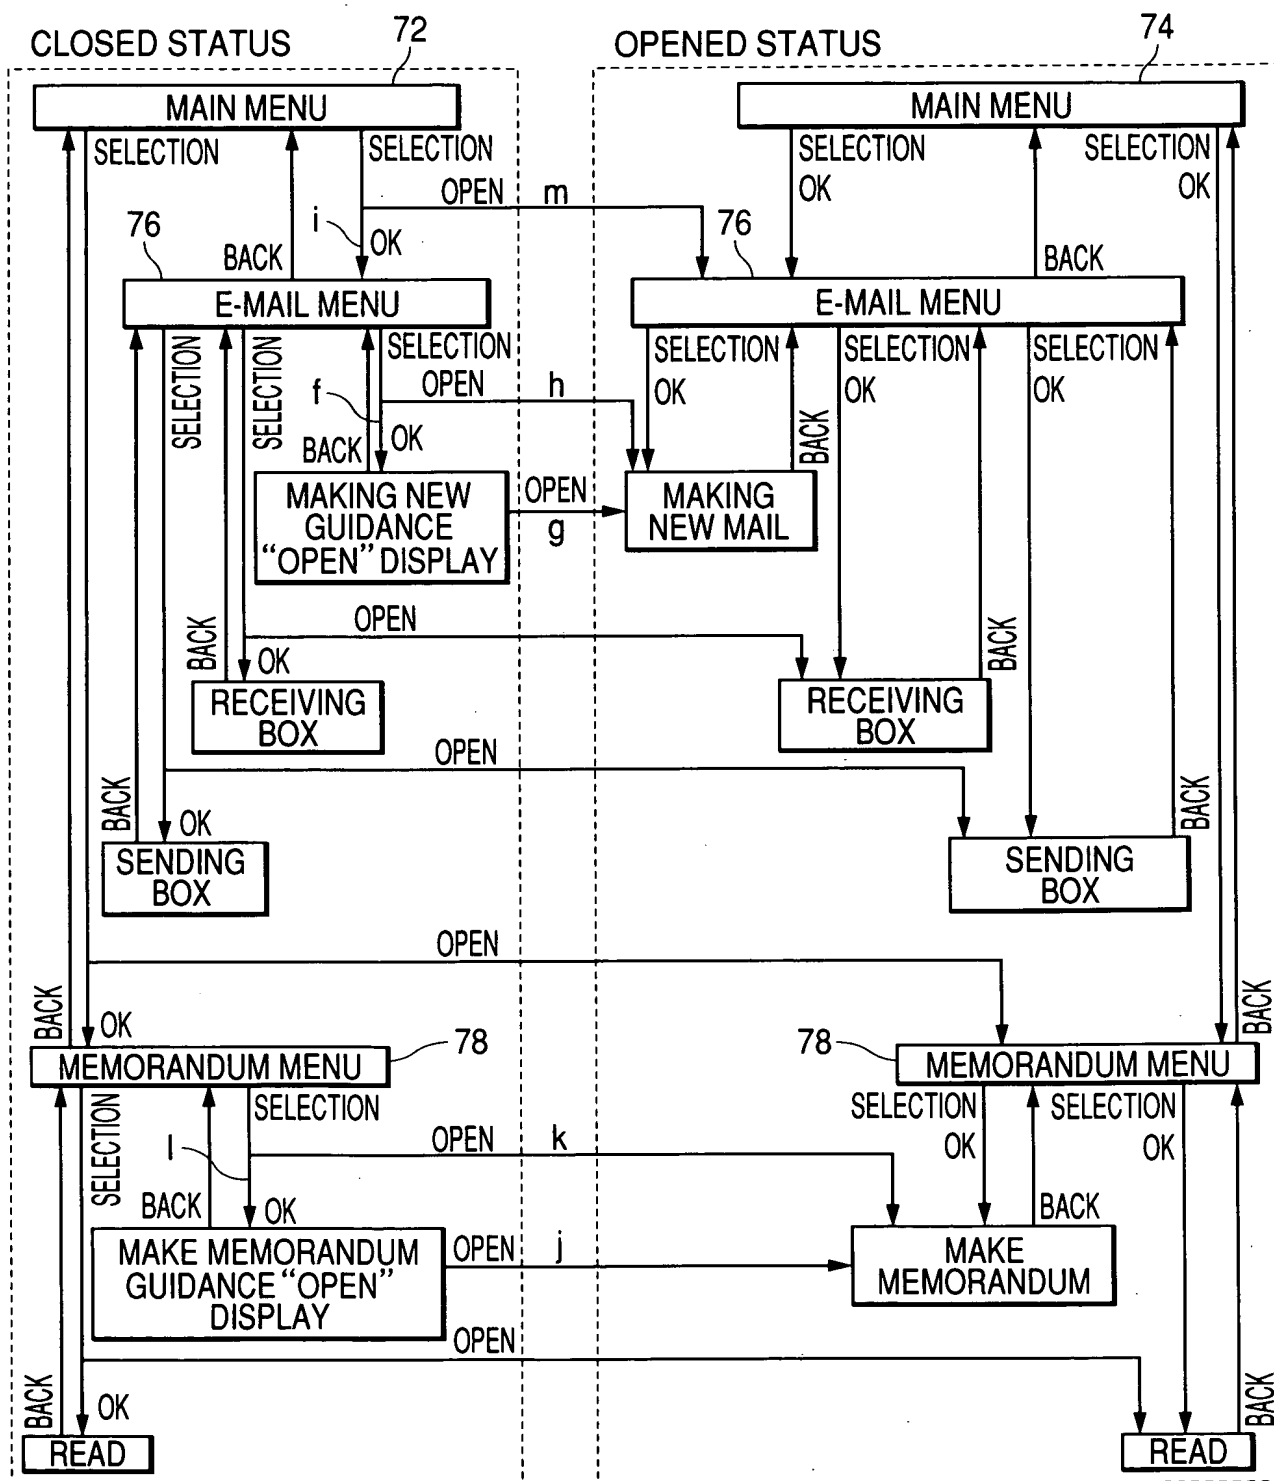 CLOSED STATUS
72
OPENED STATUS
74
MAIN MENU
MAIN MENU
SELECTION
SELECTION
SELECTION
OK
SELECTION
OK
OPEN
m
i
OK
76
BACK
76
BACK
E-MAIL MENU
E-MAIL MENU
SELECTION
SELECTION
SELECTION
OPEN
h
f
OK
BACK
SELECTION
OK
BACK
SELECTION
OK
SELECTION
OK
MAKING NEW
GUIDANCE
“OPEN” DISPLAY
OPEN
g
MAKING
NEW MAIL
OPEN
BACK
OK
BACK
RECEIVING
BOX
RECEIVING
BOX
OPEN
BACK
OK
BACK
SENDING
BOX
SENDING
BOX
OPEN
BACK
OK
BACK
MEMORANDUM MENU
78
78
MEMORANDUM MENU
SELECTION
SELECTION
SELECTION
OK
SELECTION
OK
OPEN
k
l
BACK
OK
BACK
MAKE MEMORANDUM
GUIDANCE “OPEN”
DISPLAY
OPEN
j
MAKE
MEMORANDUM
OPEN
BACK
OK
BACK
READ
READ